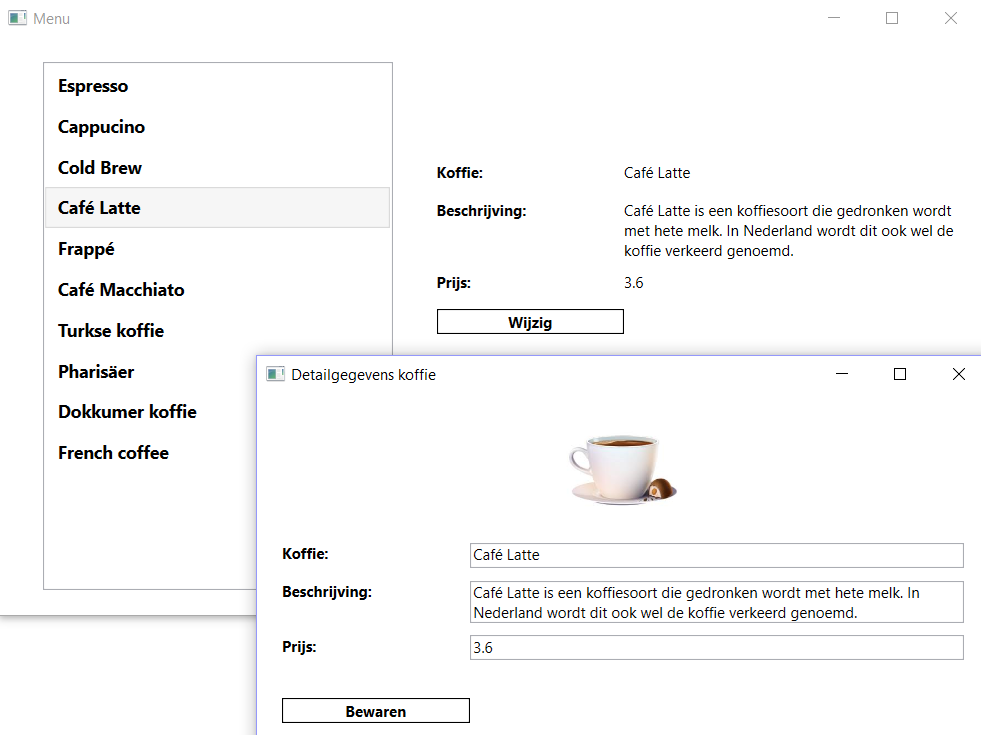 Menu
Espresso
Cappucino
Cold Brew
Café Latte
Frappé
Café Macchiato
Turkse koffie
Pharisäer
Dokkumer koffie
French coffee
Koffie:
Café Latte
Beschrijving:
Café Latte is een koffiesoort die gedronken wordt
met hete melk. In Nederland wordt dit ook wel de
koffie verkeerd genoemd.
Prijs:
3.6
Wijzig
Detailgegevens koffie
Koffie:
Café Latte
Beschrijving:
Café Latte is een koffiesoort die gedronken wordt met hete melk. In
Nederland wordt dit ook wel de koffie verkeerd genoemd.
Prijs:
3.6
Bewaren